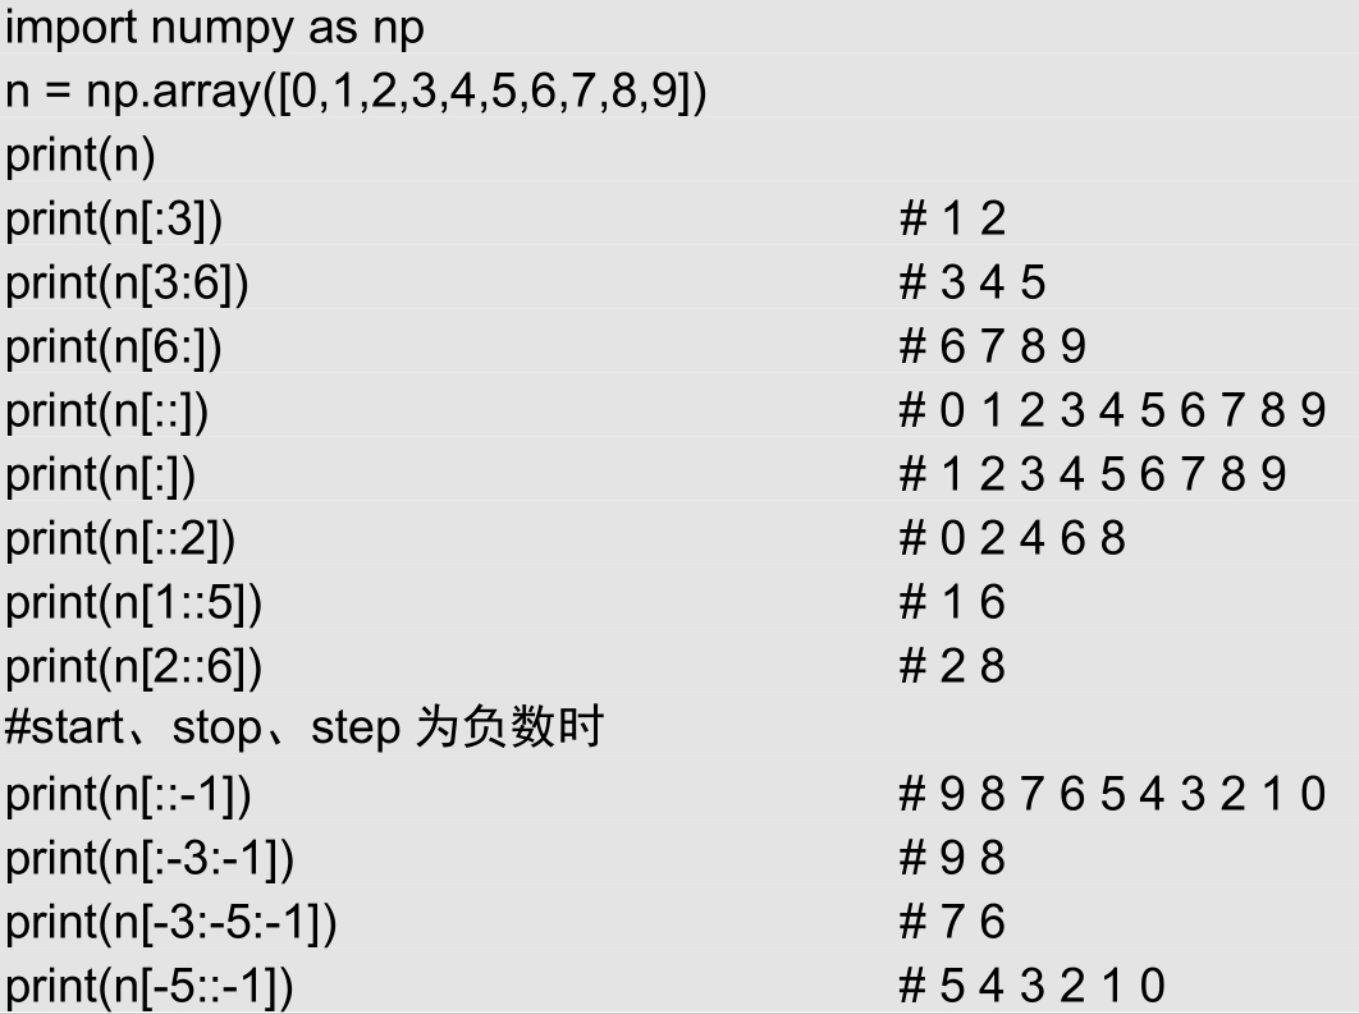 import numpy as np
n = np.array([0,1,2,3,4,5,6,7,8,9])
print(n)
print(n[:3]) # 1 2
print(n[3:6]) # 3 4 5
print(n[6:]) # 6 7 8 9
print(n[::]) # 0 1 2 3 4 5 6 7 8 9
print(n[:]) # 1 2 3 4 5 6 7 8 9
print(n[::2]) # 0 2 4 6 8
print(n[1::5]) # 1 6
print(n[2::6]) # 2 8
#start、stop、step 为负数时
print(n[::-1]) # 9 8 7 6 5 4 3 2 1 0
print(n[:-3:-1]) # 9 8
print(n[-3:-5:-1]) # 7 6
print(n[-5::-1]) # 5 4 3 2 1 0